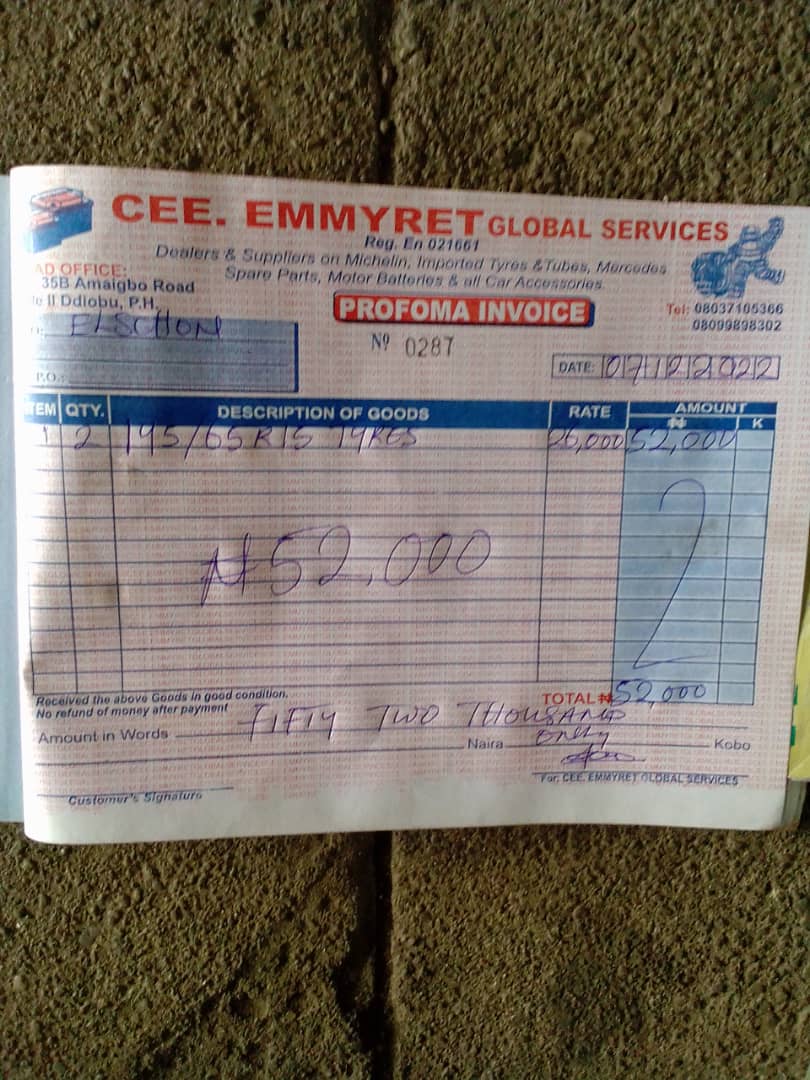 CEE. EMMYRET GLOBAL SERVICES
Reg. En 021661
Dealers & Suppliers on Michelin, Imported Tyres & Tubes, Mercedes
Spare Parts, Motor Batteries & all Car Accessories.
AD OFFICE:
35B Amaigbo Road
II Ddiobu, P.H.
PROFOMA INVOICE
Tel: 08037105366
08099898302
ELSCHON
Nº 0287
P.O.:
DATE: 07/12/2022
TEM QTY. DESCRIPTION OF GOODS RATE AMOUNT
₦ K
1 2 195/65R15 TYRES 26,000 52,000
₦52,000
Received the above Goods in good condition.
No refund of money after payment
TOTAL ₦ 52,000
Amount in Words FIFTY TWO THOUSAND
Naira Only Kobo
For: CEE. EMMYRET GLOBAL SERVICES
Customer's Signature